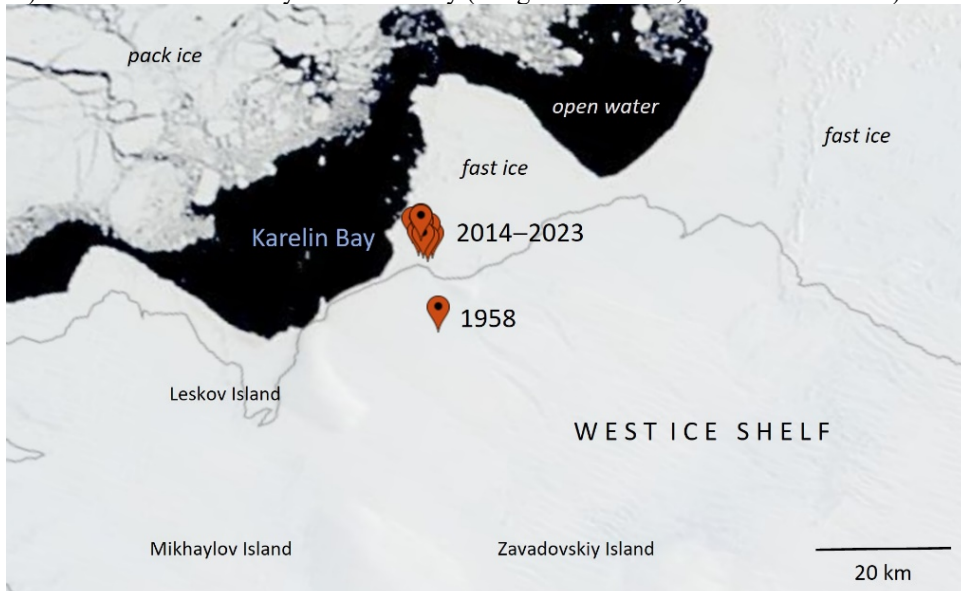 pack ice
open water
fast ice
fast ice
Karelin Bay
2014–2023
1958
Leskov Island
WEST ICE SHELF
Mikhaylov Island
Zavadovskiy Island
20 km